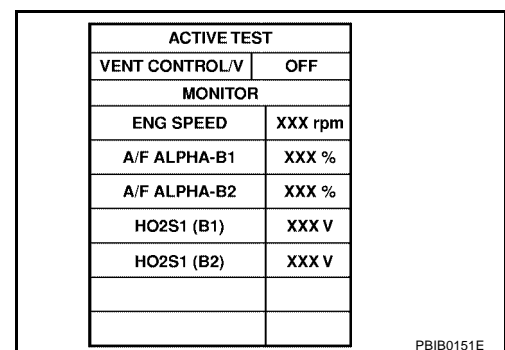 ACTIVE TEST
VENT CONTROL/V OFF
MONITOR
ENG SPEED XXX rpm
A/F ALPHA-B1 XXX %
A/F ALPHA-B2 XXX %
HO2S1 (B1) XXX V
HO2S1 (B2) XXX V
PBIB0151E